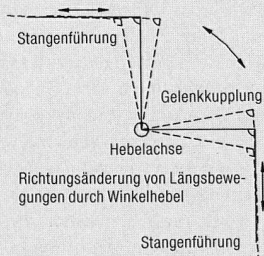 Stangenführung
Gelenkkupplung
Hebelachse
Richtungsänderung von Längsbewe-
gungen durch Winkelhebel
Stangenführung